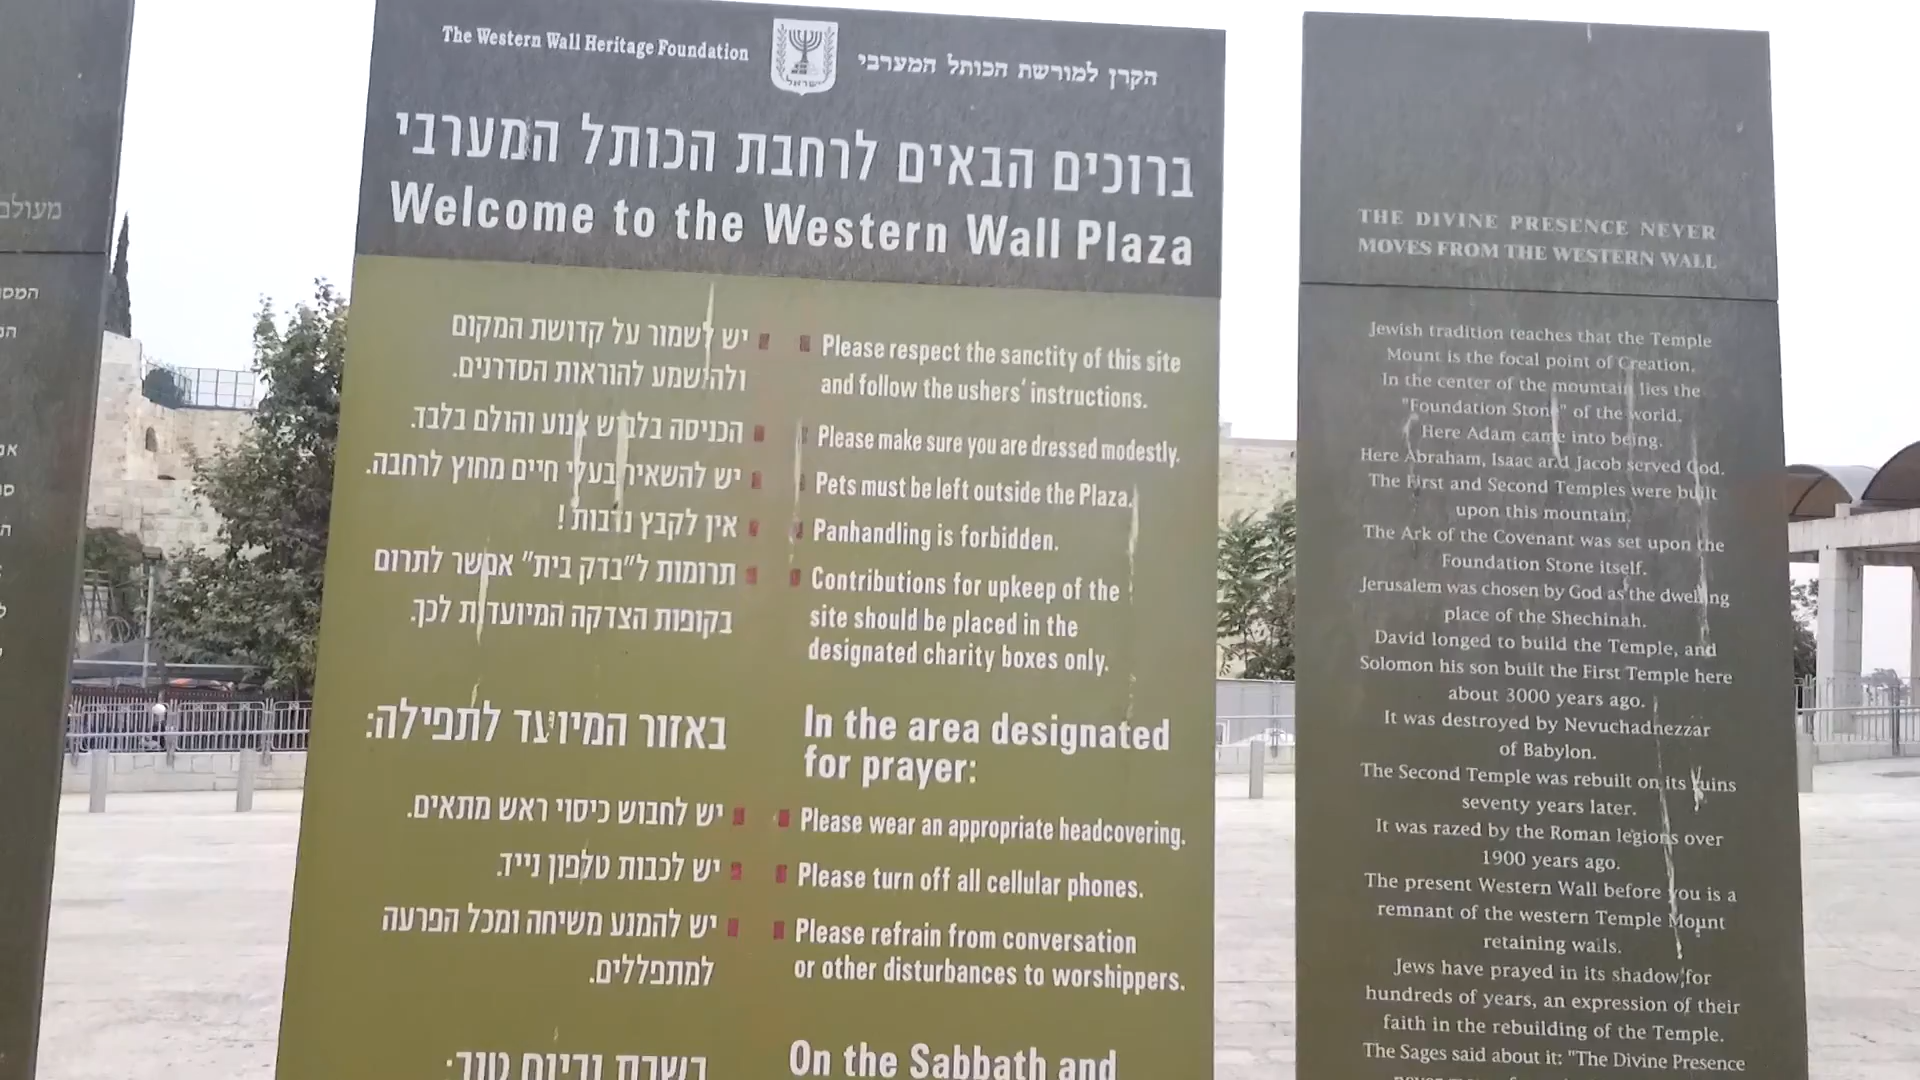 The Western Wall Heritage Foundation
הקרן למורשת הכותל המערבי
ישראל
ברוכים הבאים לרחבת הכותל המערבי
Welcome to the Western Wall Plaza
יש לשמור על קדושת המקום
ולהישמע להוראות הסדרנים.
הכניסה בלבוש צנוע והולם בלבד.
יש להשאיר בעלי חיים מחוץ לרחבה.
אין לקבץ נדבות!
תרומות ל"בדק בית" אפשר לתרום
בקופות הצדקה המיועדות לכך.
Please respect the sanctity of this site
and follow the ushers' instructions.
Please make sure you are dressed modestly.
Pets must be left outside the Plaza.
Panhandling is forbidden.
Contributions for upkeep of the
site should be placed in the
designated charity boxes only.
באזור המיועד לתפילה:
יש לחבוש כיסוי ראש מתאים.
יש לכבות טלפון נייד.
יש להמנע משיחה ומכל הפרעה
למתפללים.
In the area designated
for prayer:
Please wear an appropriate headcovering.
Please turn off all cellular phones.
Please refrain from conversation
or other disturbances to worshippers.
בשבת וביום טוב:
On the Sabbath and
THE DIVINE PRESENCE NEVER
MOVES FROM THE WESTERN WALL
Jewish tradition teaches that the Temple
Mount is the focal point of Creation.
In the center of the mountain lies the
"Foundation Stone" of the world.
Here Adam came into being.
Here Abraham, Isaac and Jacob served God.
The First and Second Temples were built
upon this mountain.
The Ark of the Covenant was set upon the
Foundation Stone itself.
Jerusalem was chosen by God as the dwelling
place of the Shechinah.
David longed to build the Temple, and
Solomon his son built the First Temple here
about 3000 years ago.
It was destroyed by Nevuchadnezzar
of Babylon.
The Second Temple was rebuilt on its ruins
seventy years later.
It was razed by the Roman legions over
1900 years ago.
The present Western Wall before you is a
remnant of the western Temple Mount
retaining walls.
Jews have prayed in its shadow for
hundreds of years, an expression of their
faith in the rebuilding of the Temple.
The Sages said about it: "The Divine Presence